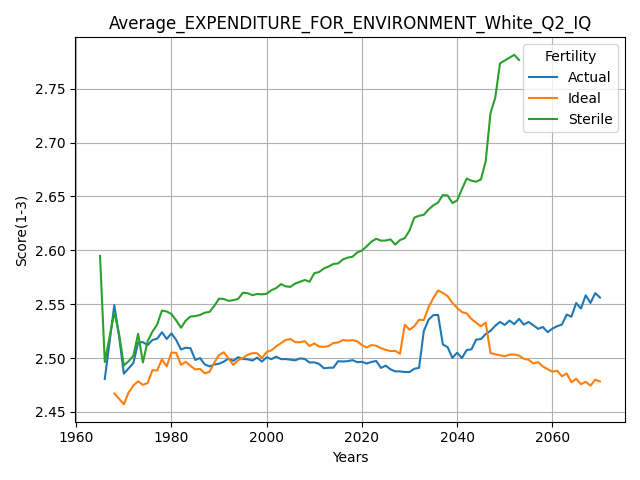 Average_EXPENDITURE_FOR_ENVIRONMENT_White_Q2_IQ
Fertility
Actual
Ideal
Sterile
Score(1-3)
2.75
2.70
2.65
2.60
2.55
2.50
2.45
1960 1980 2000 2020 2040 2060
Years